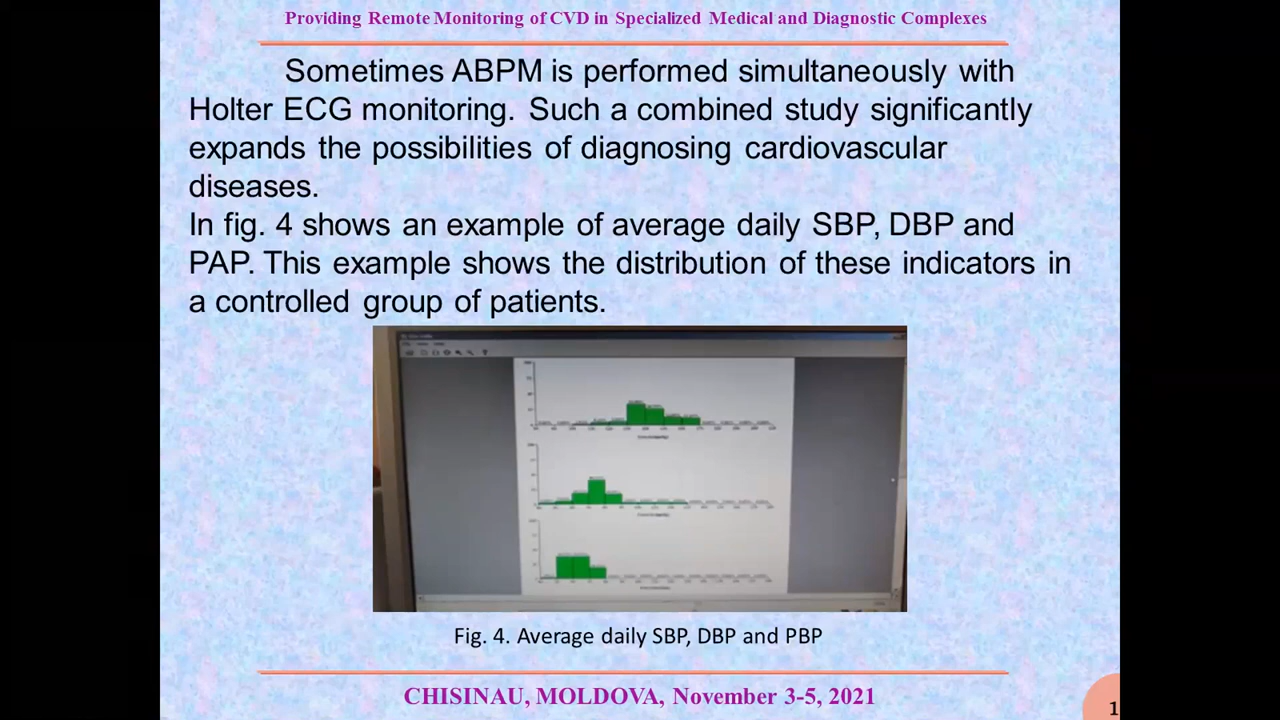 Providing Remote Monitoring of CVD in Specialized Medical and Diagnostic Complexes
Sometimes ABPM is performed simultaneously with
Holter ECG monitoring. Such a combined study significantly
expands the possibilities of diagnosing cardiovascular
diseases.
In fig. 4 shows an example of average daily SBP, DBP and
PAP. This example shows the distribution of these indicators in
a controlled group of patients.
Fig. 4. Average daily SBP, DBP and PBP
CHISINAU, MOLDOVA, November 3-5, 2021
1